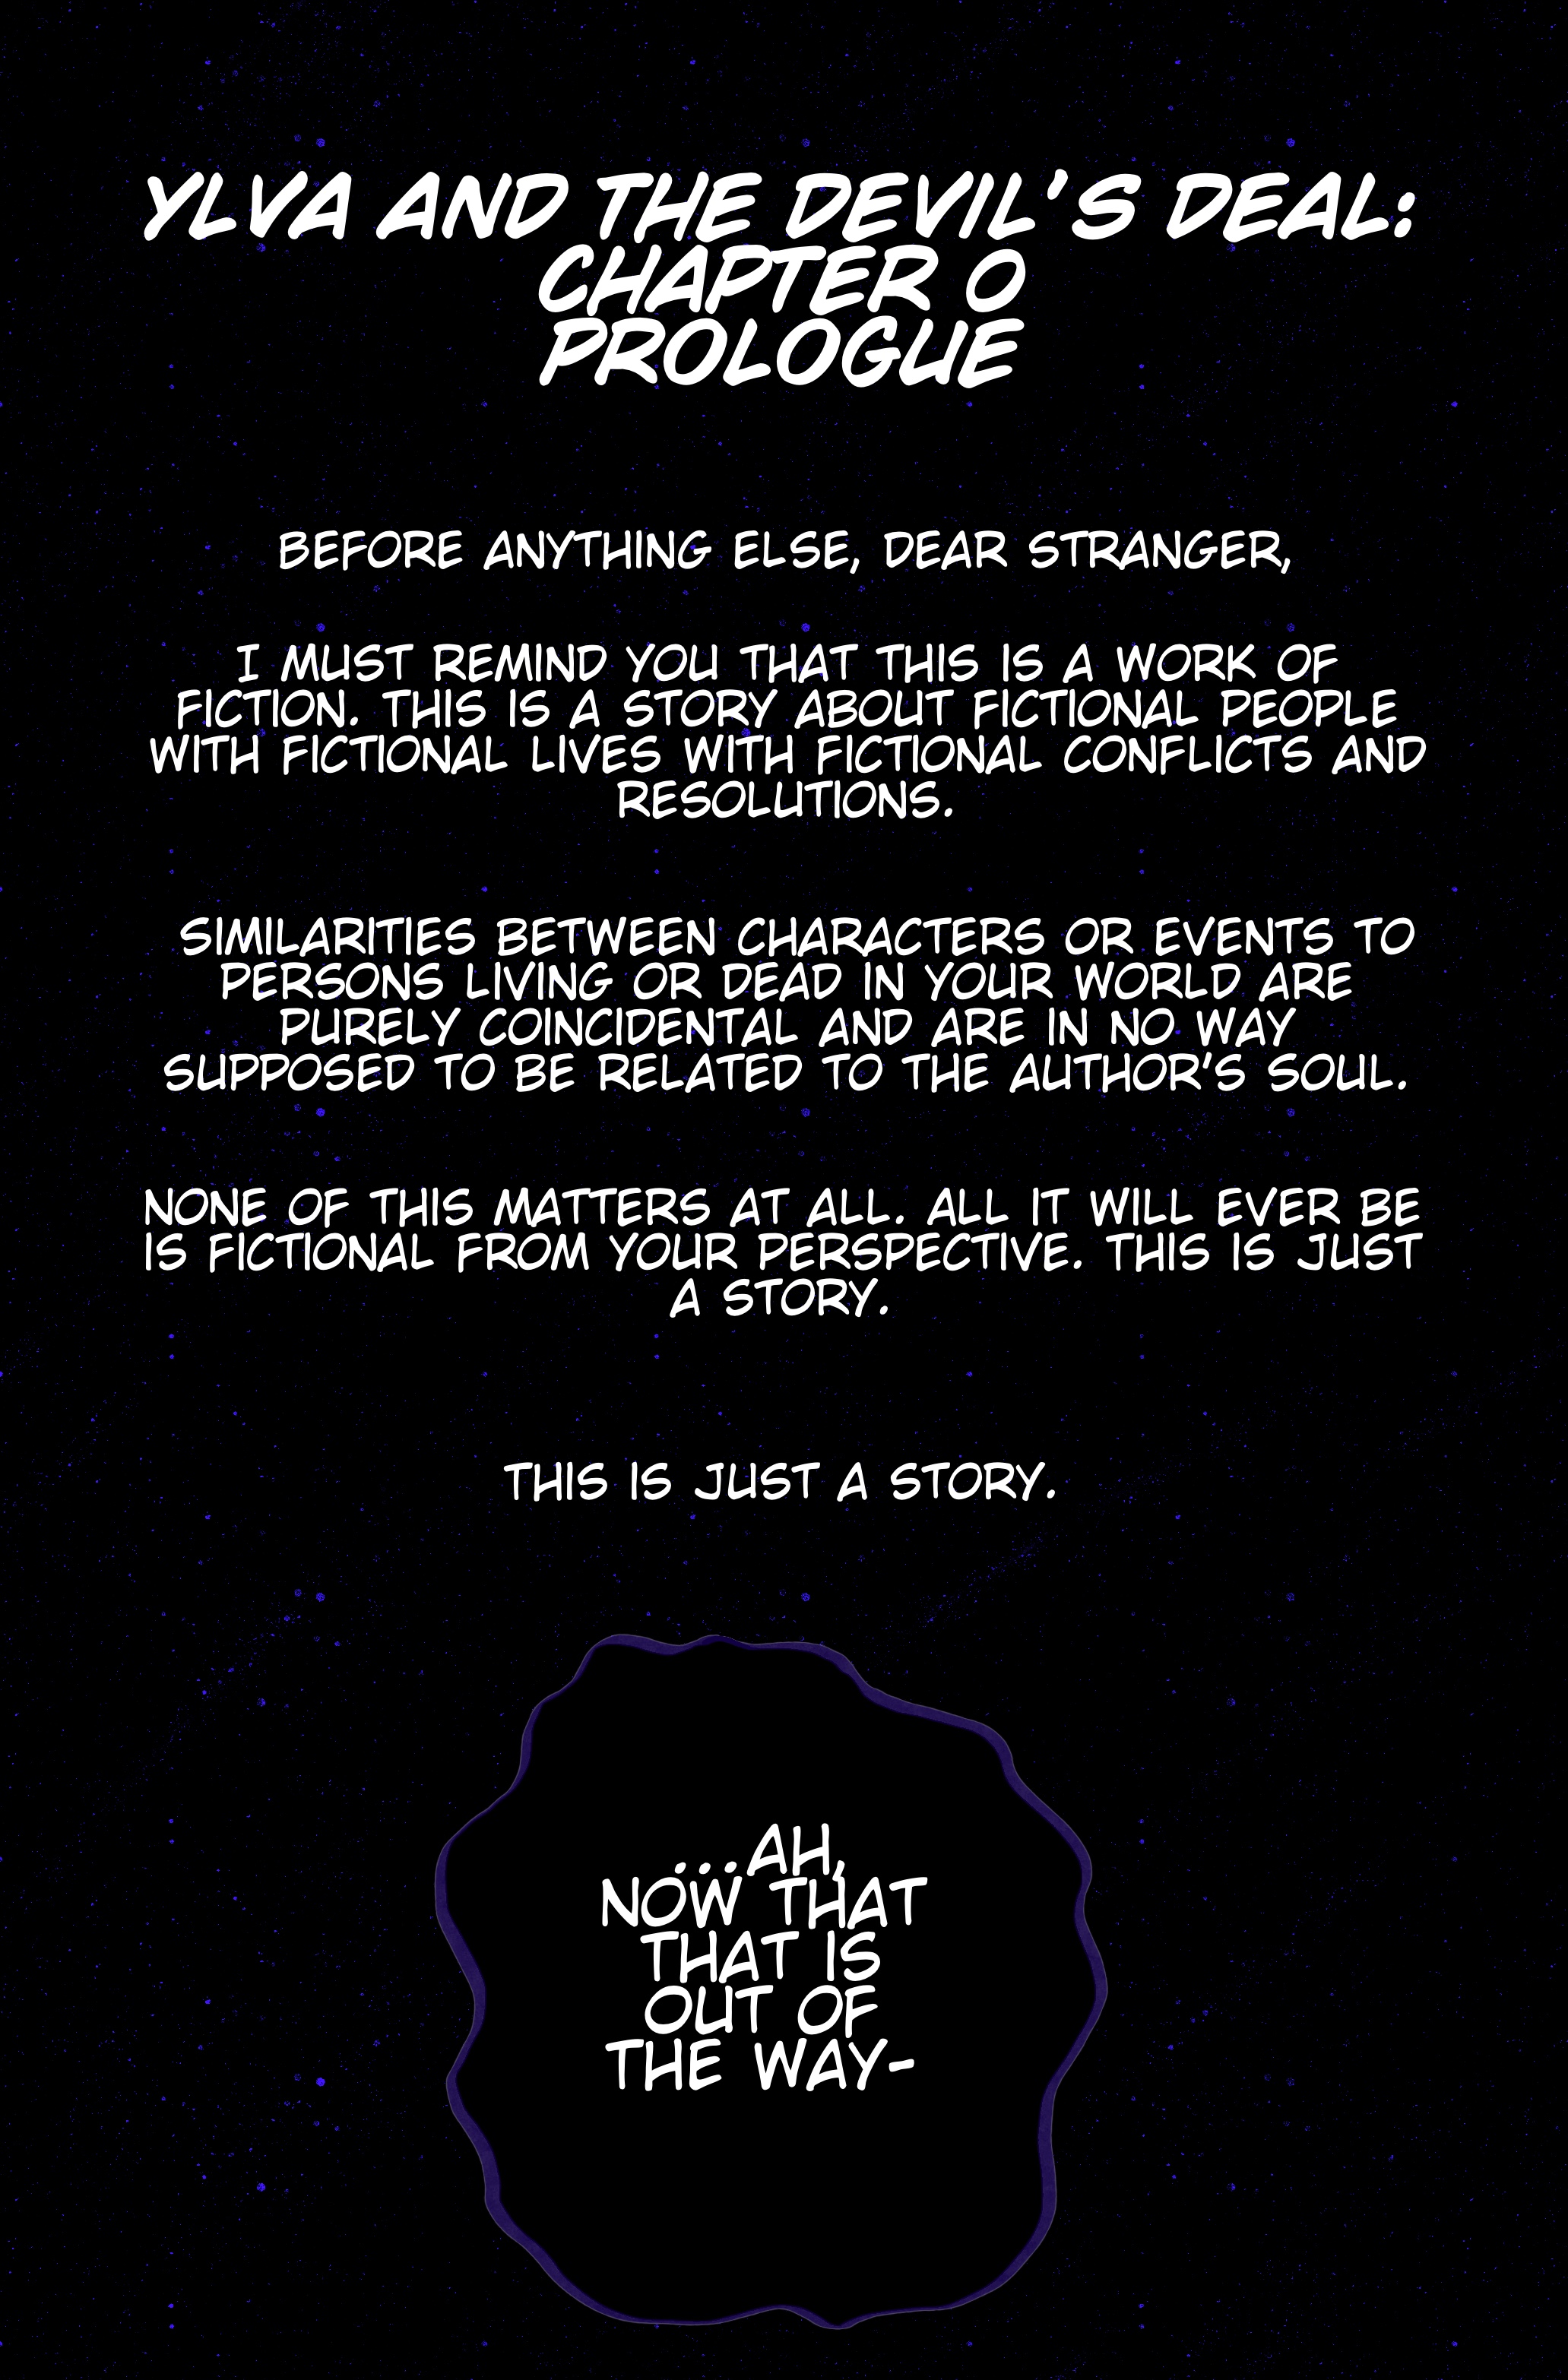 YLVA AND THE DEVIL'S DEAL:
CHAPTER 0
PROLOGUE
BEFORE ANYTHING ELSE, DEAR STRANGER,
I MUST REMIND YOU THAT THIS IS A WORK OF
FICTION. THIS IS A STORY ABOUT FICTIONAL PEOPLE
WITH FICTIONAL LIVES WITH FICTIONAL CONFLICTS AND
RESOLUTIONS.
SIMILARITIES BETWEEN CHARACTERS OR EVENTS TO
PERSONS LIVING OR DEAD IN YOUR WORLD ARE
PURELY COINCIDENTAL AND ARE IN NO WAY
SUPPOSED TO BE RELATED TO THE AUTHOR'S SOUL.
NONE OF THIS MATTERS AT ALL. ALL IT WILL EVER BE
IS FICTIONAL FROM YOUR PERSPECTIVE. THIS IS JUST
A STORY.
THIS IS JUST A STORY.
...AH,
NOW THAT
THAT IS
OUT OF
THE WAY-